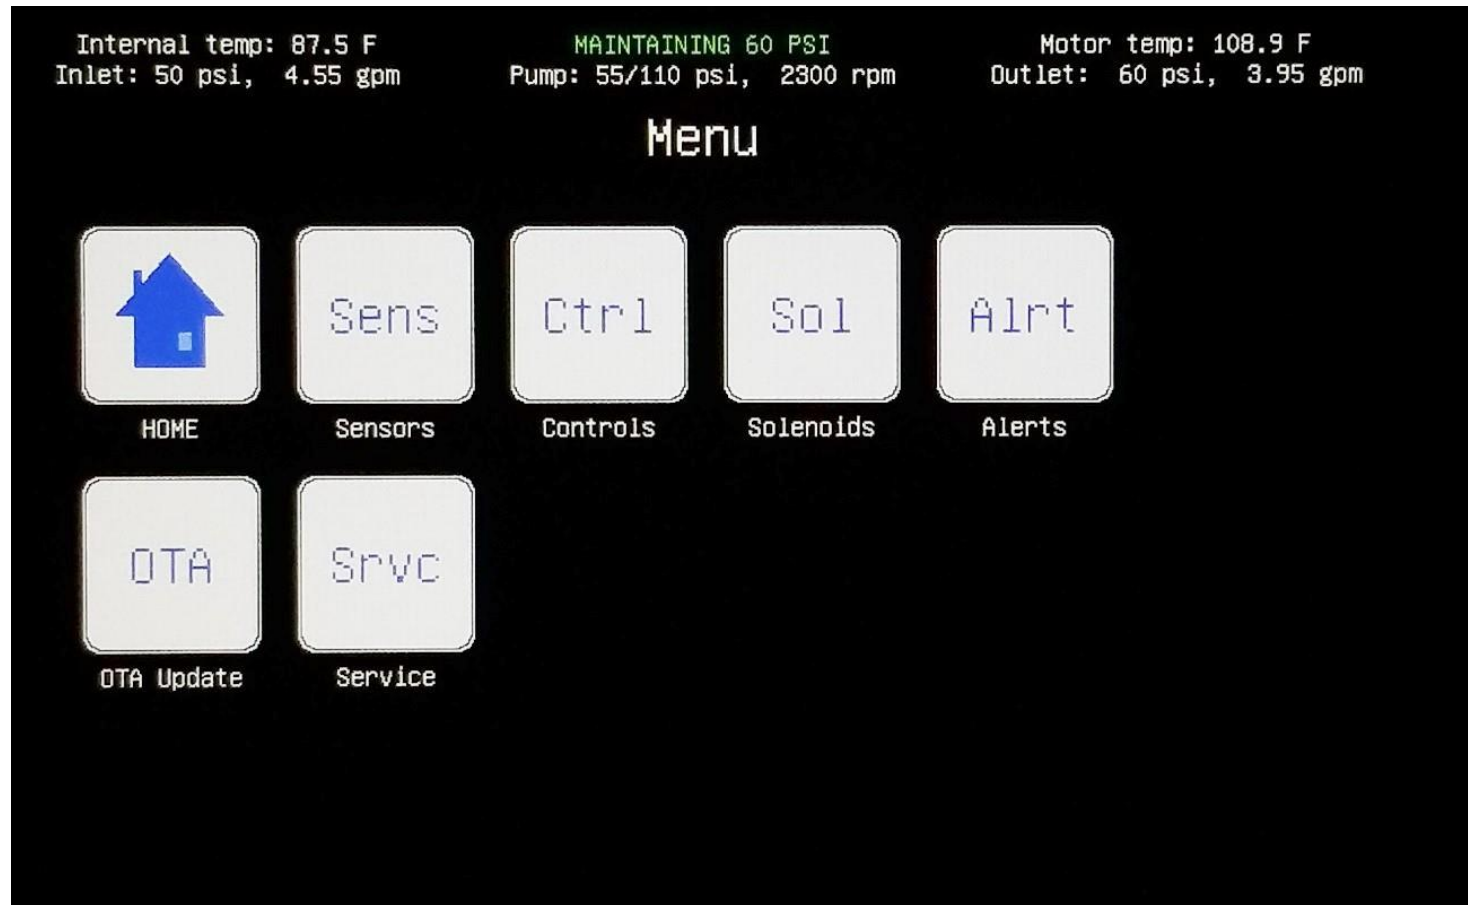 Internal temp: 87.5 F
MAINTAINING 60 PSI
Motor temp: 108.9 F
Inlet: 50 psi, 4.55 gpm
Pump: 55/110 psi, 2300 rpm
Outlet: 60 psi, 3.95 gpm
Menu
Sens
Ctrl
Sol
Alrt
HOME
Sensors
Controls
Solenoids
Alerts
OTA
Srvc
OTA Update
Service